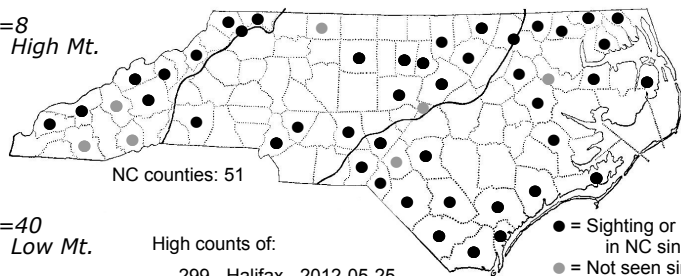 =8
High Mt.
NC counties: 51
=40
Low Mt.
High counts of:
= Sighting or
in NC sin
= Not seen si
299 - Halifax - 2012-05-25